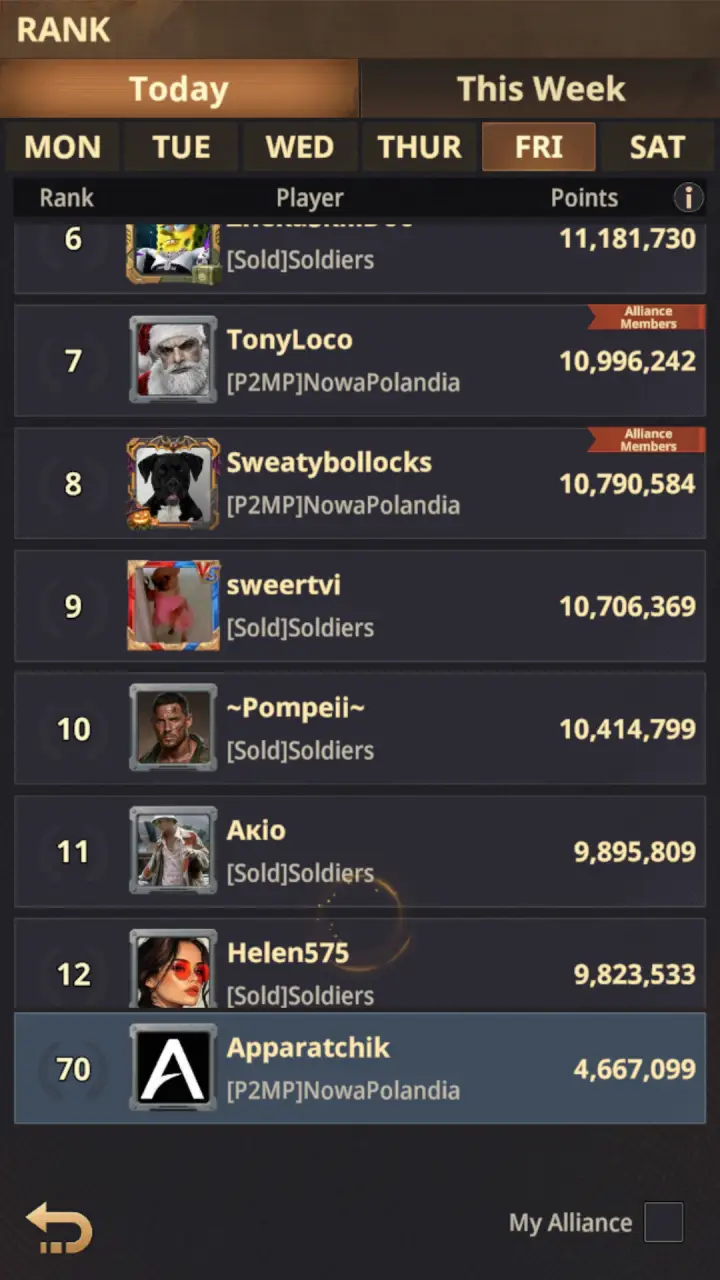 RANK
Today
This Week
MON
TUE
WED
THUR
FRI
SAT
Rank
Player
Points
6
[Sold]Soldiers
11,181,730
Alliance
Members
7
TonyLoco
[P2MP]NowaPolandia
10,996,242
Alliance
Members
8
Sweatybollocks
[P2MP]NowaPolandia
10,790,584
9
sweertvi
[Sold]Soldiers
10,706,369
10
~Pompeii~
[Sold]Soldiers
10,414,799
11
Aкio
[Sold]Soldiers
9,895,809
12
Helen575
[Sold]Soldiers
9,823,533
70
Apparatchik
[P2MP]NowaPolandia
4,667,099
My Alliance